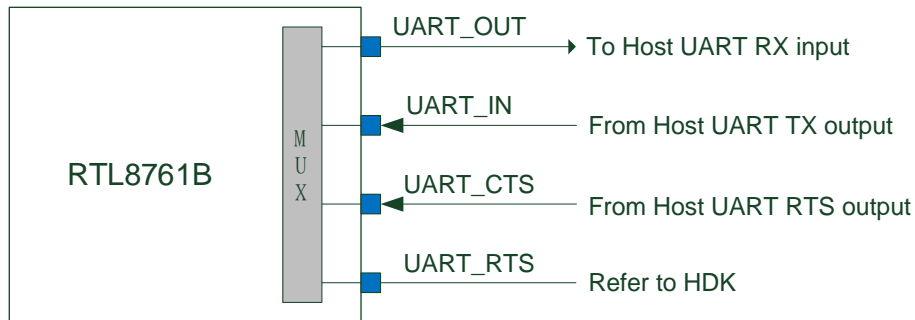 RTL8761B
MUX
UART_OUT
To Host UART RX input
UART_IN
From Host UART TX output
UART_CTS
From Host UART RTS output
UART_RTS
Refer to HDK